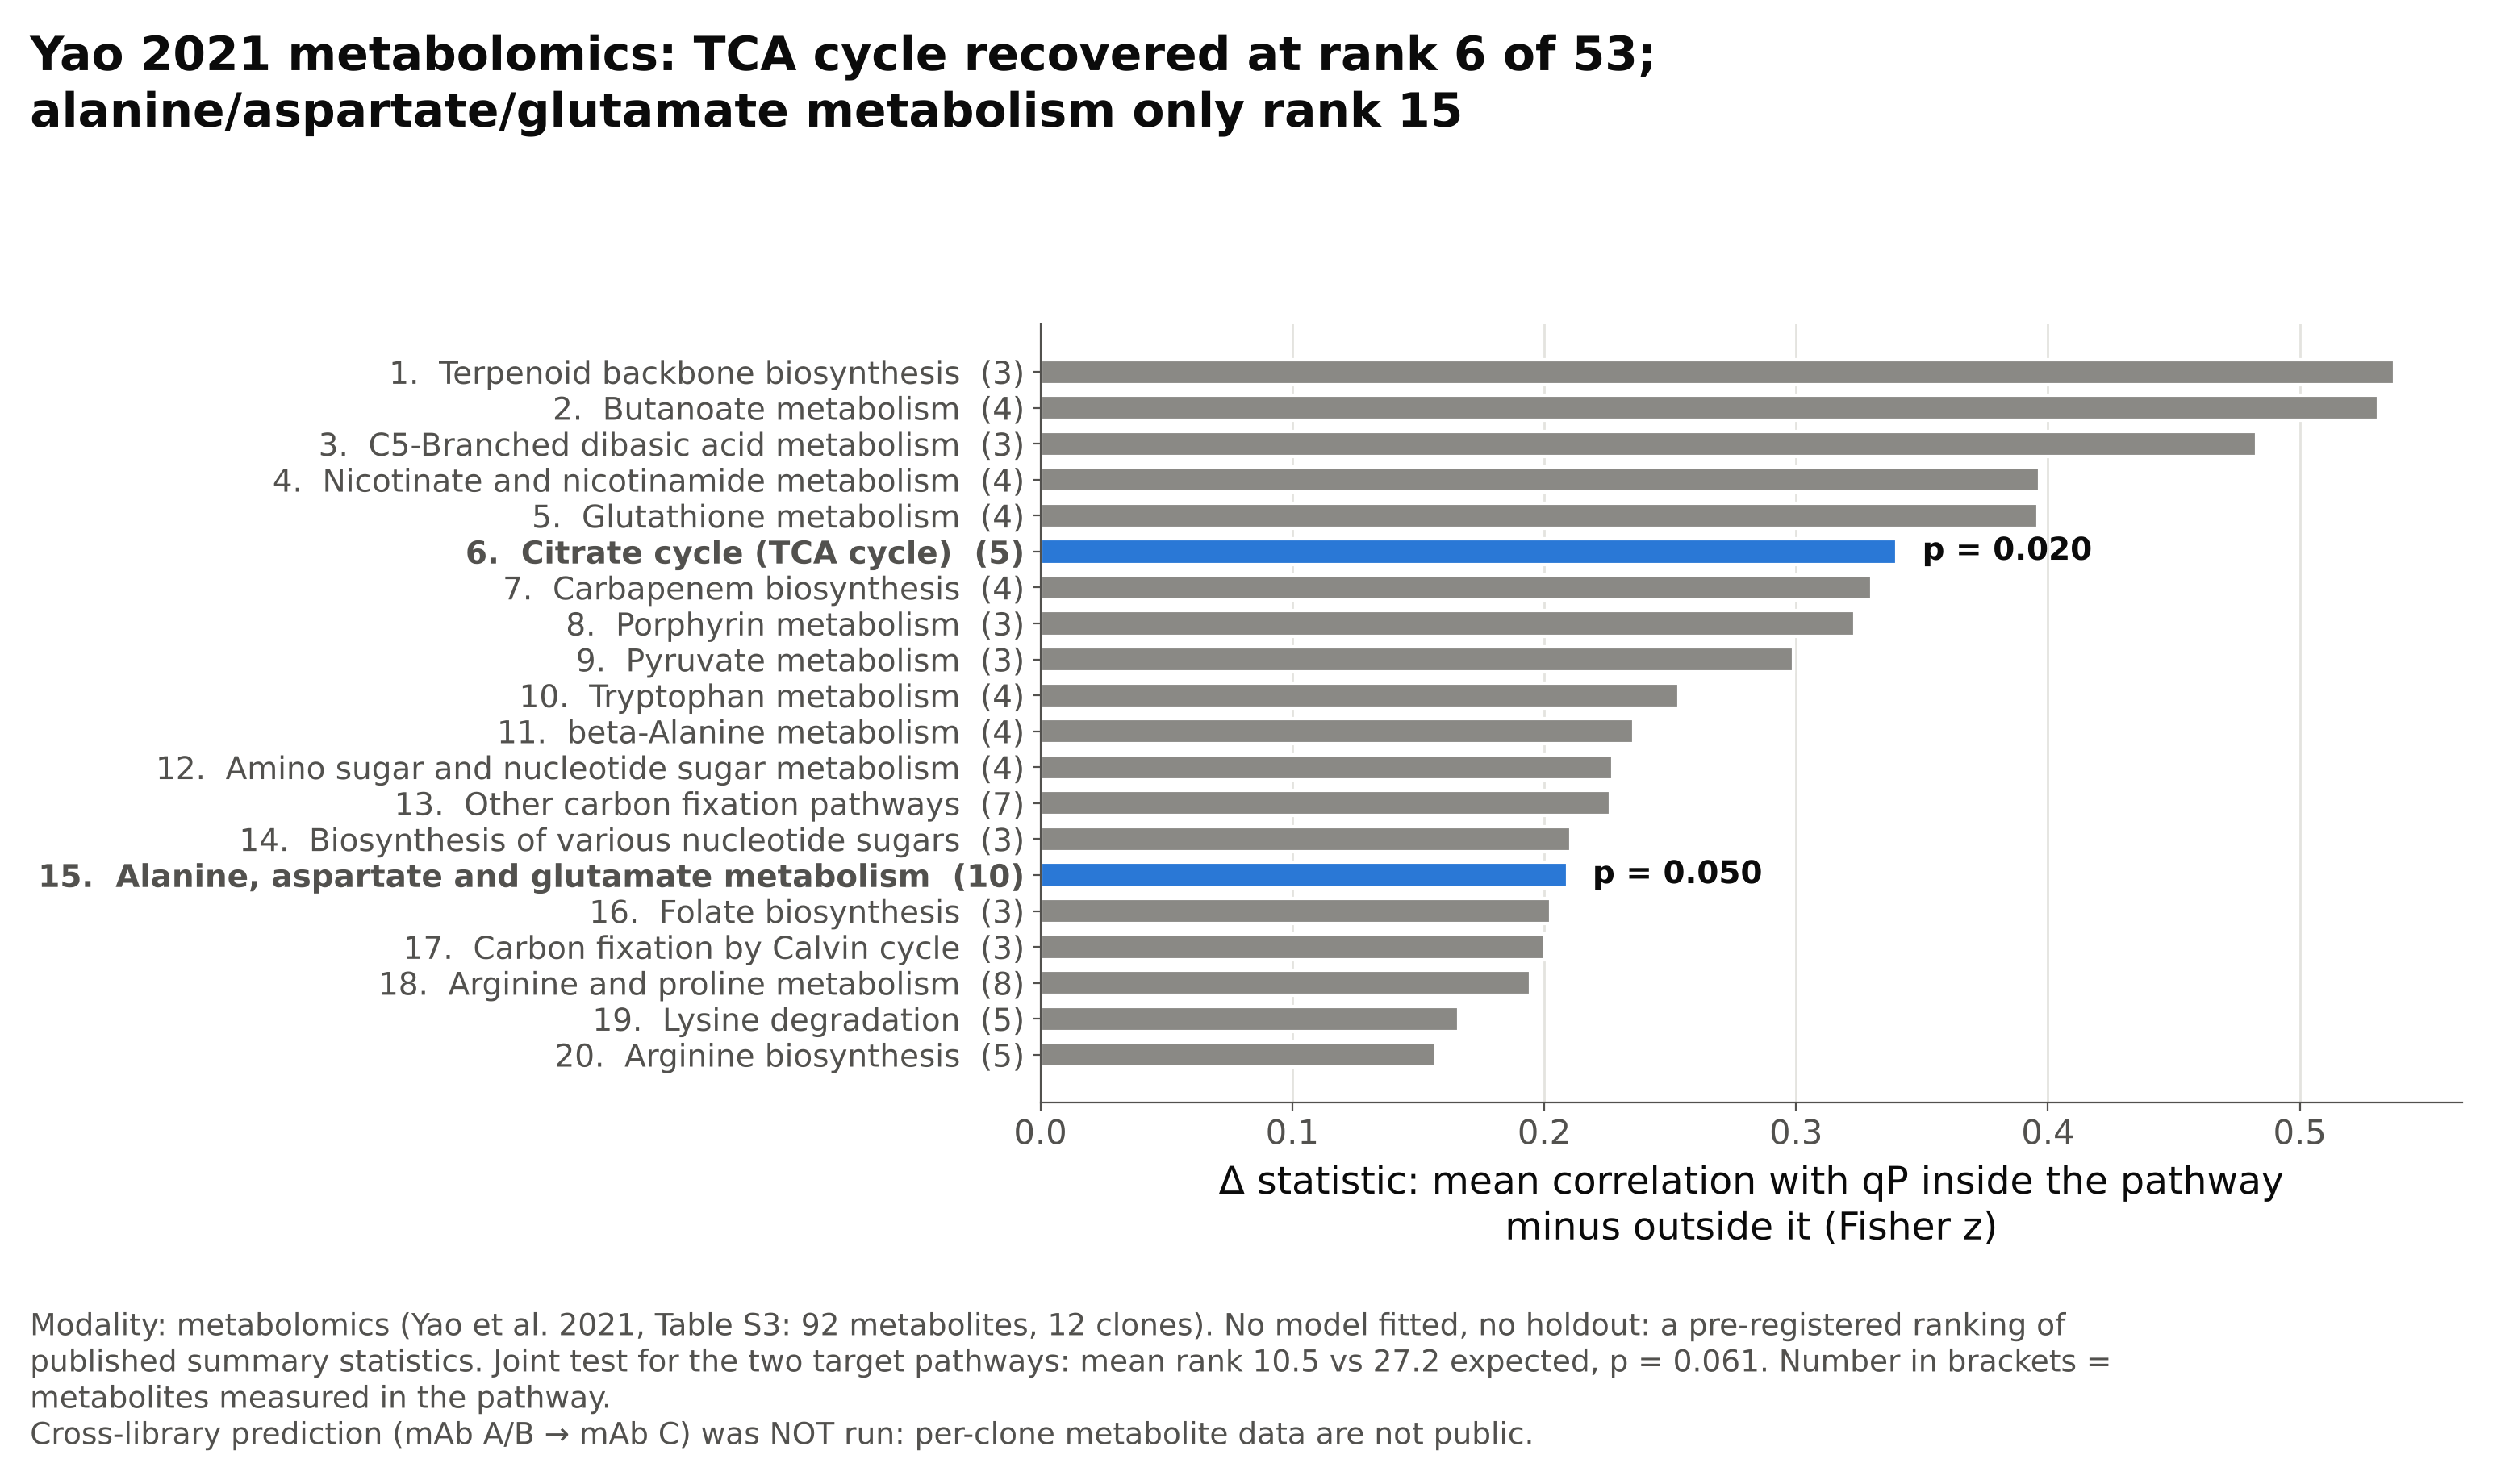 Yao 2021 metabolomics: TCA cycle recovered at rank 6 of 53;
alanine/aspartate/glutamate metabolism only rank 15
1. Terpenoid backbone biosynthesis (3)
2. Butanoate metabolism (4)
3. C5-Branched dibasic acid metabolism (3)
4. Nicotinate and nicotinamide metabolism (4)
5. Glutathione metabolism (4)
6. Citrate cycle (TCA cycle) (5) p = 0.020
7. Carbapenem biosynthesis (4)
8. Porphyrin metabolism (3)
9. Pyruvate metabolism (3)
10. Tryptophan metabolism (4)
11. beta-Alanine metabolism (4)
12. Amino sugar and nucleotide sugar metabolism (4)
13. Other carbon fixation pathways (7)
14. Biosynthesis of various nucleotide sugars (3)
15. Alanine, aspartate and glutamate metabolism (10) p = 0.050
16. Folate biosynthesis (3)
17. Carbon fixation by Calvin cycle (3)
18. Arginine and proline metabolism (8)
19. Lysine degradation (5)
20. Arginine biosynthesis (5)
0.0 0.1 0.2 0.3 0.4 0.5
Δ statistic: mean correlation with qP inside the pathway
minus outside it (Fisher z)
Modality: metabolomics (Yao et al. 2021, Table S3: 92 metabolites, 12 clones). No model fitted, no holdout: a pre-registered ranking of
published summary statistics. Joint test for the two target pathways: mean rank 10.5 vs 27.2 expected, p = 0.061. Number in brackets =
metabolites measured in the pathway.
Cross-library prediction (mAb A/B → mAb C) was NOT run: per-clone metabolite data are not public.